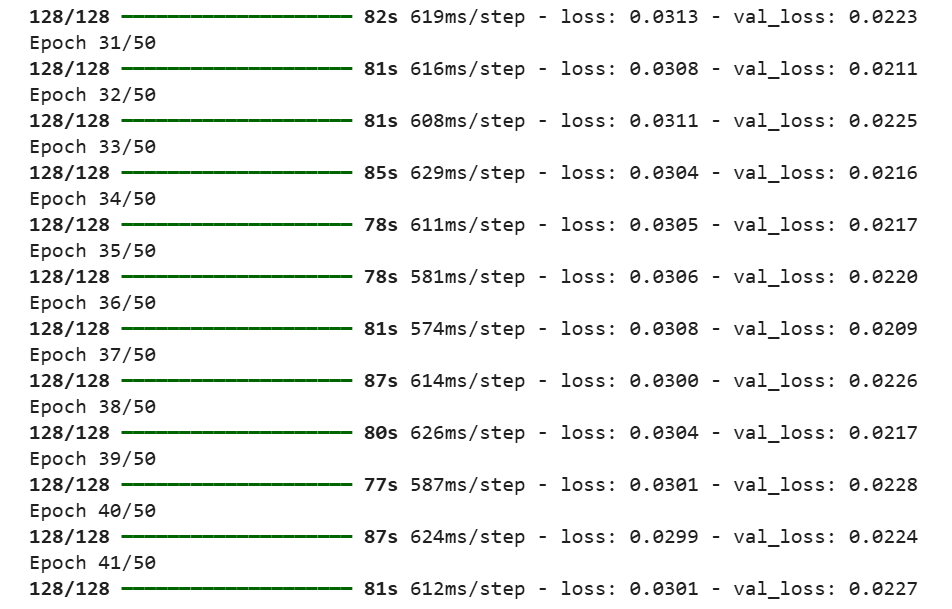 128/128 ━━━━━━━━━━━━━━━━━━━━ 82s 619ms/step - loss: 0.0313 - val_loss: 0.0223
Epoch 31/50
128/128 ━━━━━━━━━━━━━━━━━━━━ 81s 616ms/step - loss: 0.0308 - val_loss: 0.0211
Epoch 32/50
128/128 ━━━━━━━━━━━━━━━━━━━━ 81s 608ms/step - loss: 0.0311 - val_loss: 0.0225
Epoch 33/50
128/128 ━━━━━━━━━━━━━━━━━━━━ 85s 629ms/step - loss: 0.0304 - val_loss: 0.0216
Epoch 34/50
128/128 ━━━━━━━━━━━━━━━━━━━━ 78s 611ms/step - loss: 0.0305 - val_loss: 0.0217
Epoch 35/50
128/128 ━━━━━━━━━━━━━━━━━━━━ 78s 581ms/step - loss: 0.0306 - val_loss: 0.0220
Epoch 36/50
128/128 ━━━━━━━━━━━━━━━━━━━━ 81s 574ms/step - loss: 0.0308 - val_loss: 0.0209
Epoch 37/50
128/128 ━━━━━━━━━━━━━━━━━━━━ 87s 614ms/step - loss: 0.0300 - val_loss: 0.0226
Epoch 38/50
128/128 ━━━━━━━━━━━━━━━━━━━━ 80s 626ms/step - loss: 0.0304 - val_loss: 0.0217
Epoch 39/50
128/128 ━━━━━━━━━━━━━━━━━━━━ 77s 587ms/step - loss: 0.0301 - val_loss: 0.0228
Epoch 40/50
128/128 ━━━━━━━━━━━━━━━━━━━━ 87s 624ms/step - loss: 0.0299 - val_loss: 0.0224
Epoch 41/50
128/128 ━━━━━━━━━━━━━━━━━━━━ 81s 612ms/step - loss: 0.0301 - val_loss: 0.0227